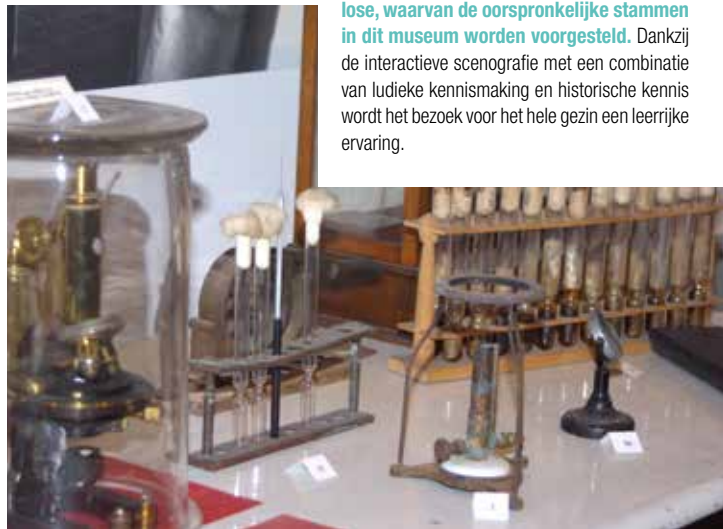 lose, waarvan de oorspronkelijke stammen
in dit museum worden voorgesteld. Dankzij
de interactieve scenografie met een combinatie
van ludieke kennismaking en historische kennis
wordt het bezoek voor het hele gezin een leerrijke
ervaring.